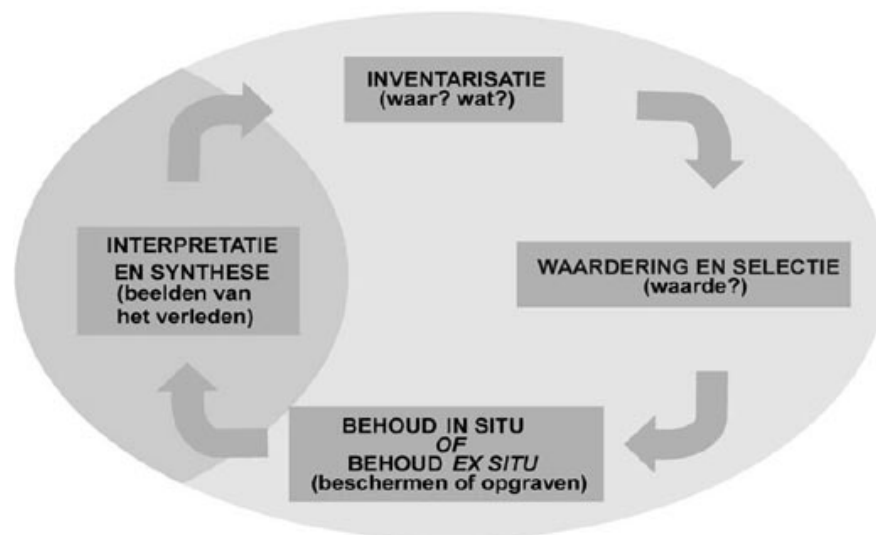 INVENTARISATIE
(waar? wat?)
WAARDERING EN SELECTIE
(waarde?)
BEHOUD IN SITU
OF
BEHOUD EX SITU
(beschermen of opgraven)
INTERPRETATIE
EN SYNTHESE
(beelden van
het verleden)